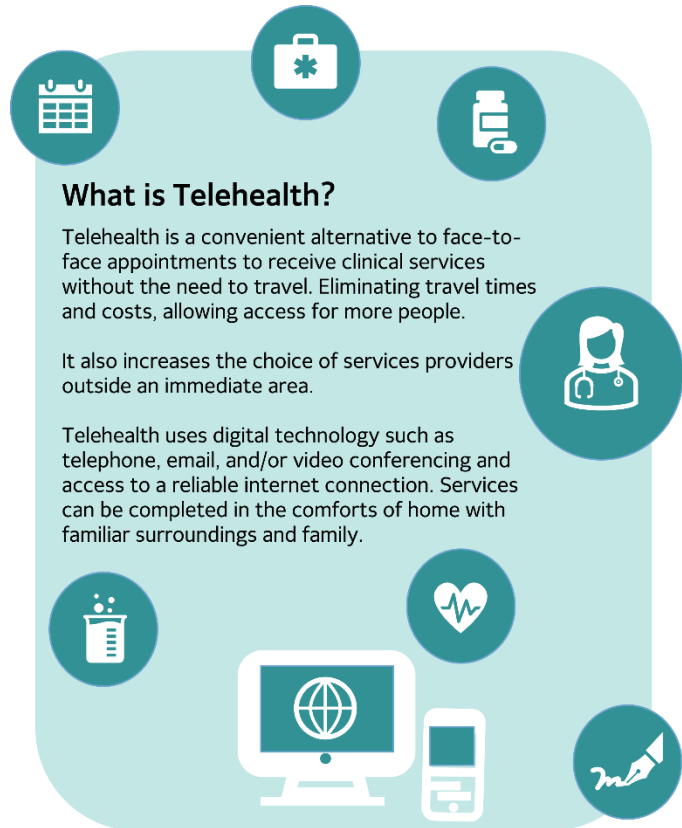 What is Telehealth?
Telehealth is a convenient alternative to face-to-
face appointments to receive clinical services
without the need to travel. Eliminating travel times
and costs, allowing access for more people.
It also increases the choice of services providers
outside an immediate area.
Telehealth uses digital technology such as
telephone, email, and/or video conferencing and
access to a reliable internet connection. Services
can be completed in the comforts of home with
familiar surroundings and family.